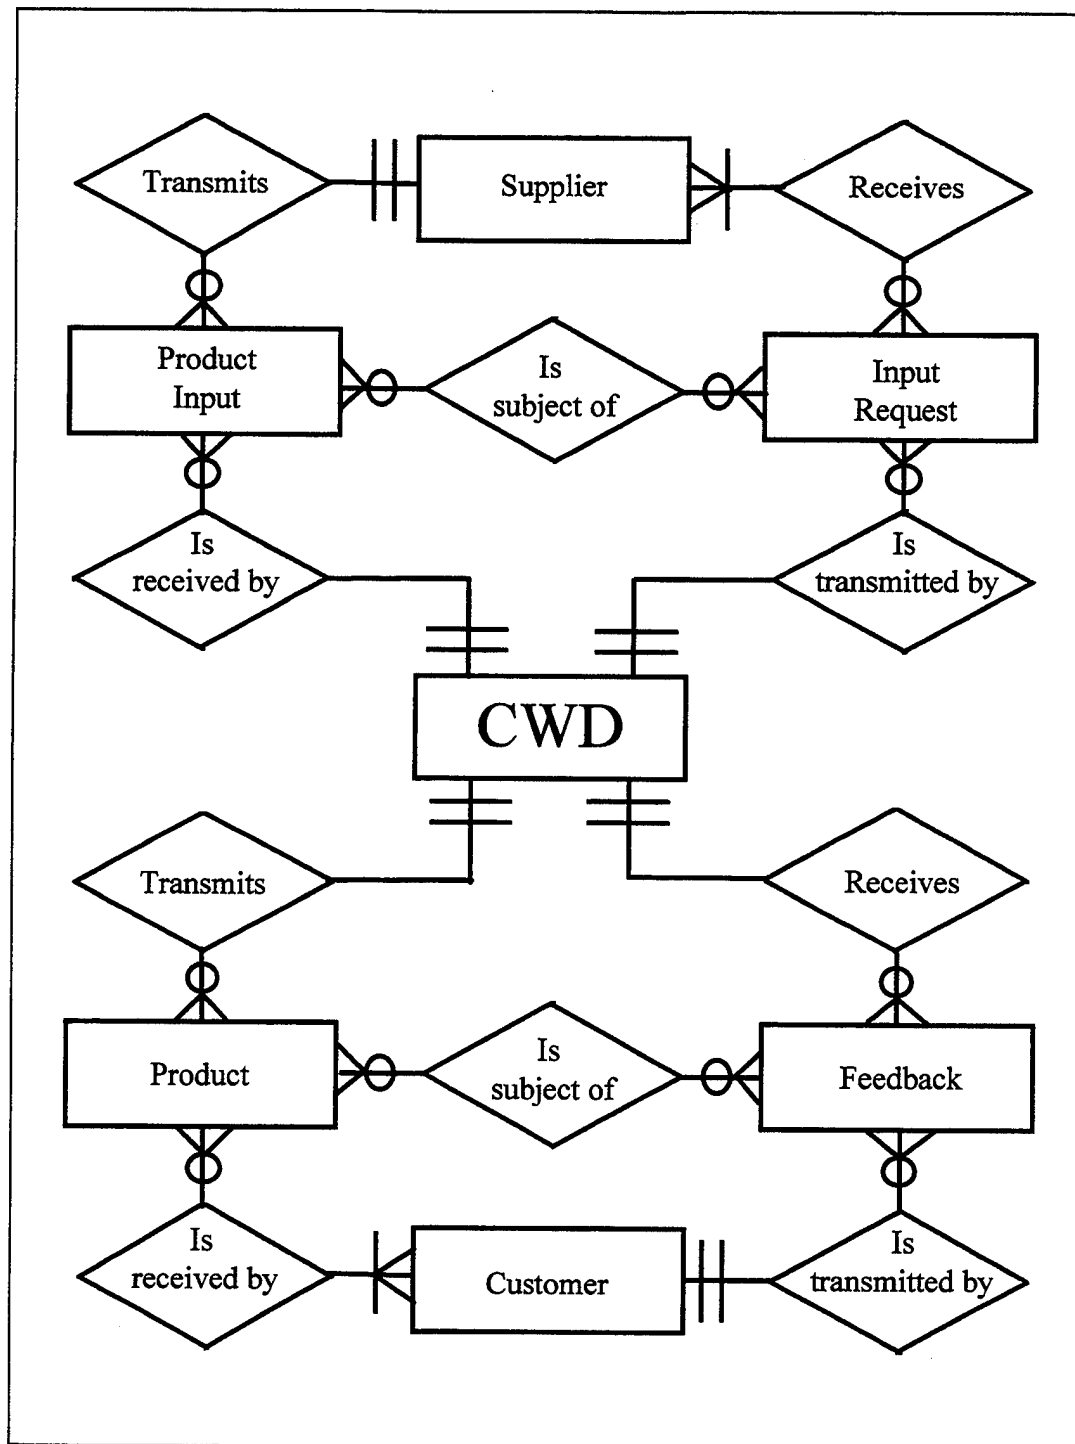 Transmits
Supplier
Receives
Product
Input
Is
subject of
Input
Request
Is
received by
Is
transmitted by
CWD
Transmits
Receives
Product
Is
subject of
Feedback
Is
received by
Customer
Is
transmitted by